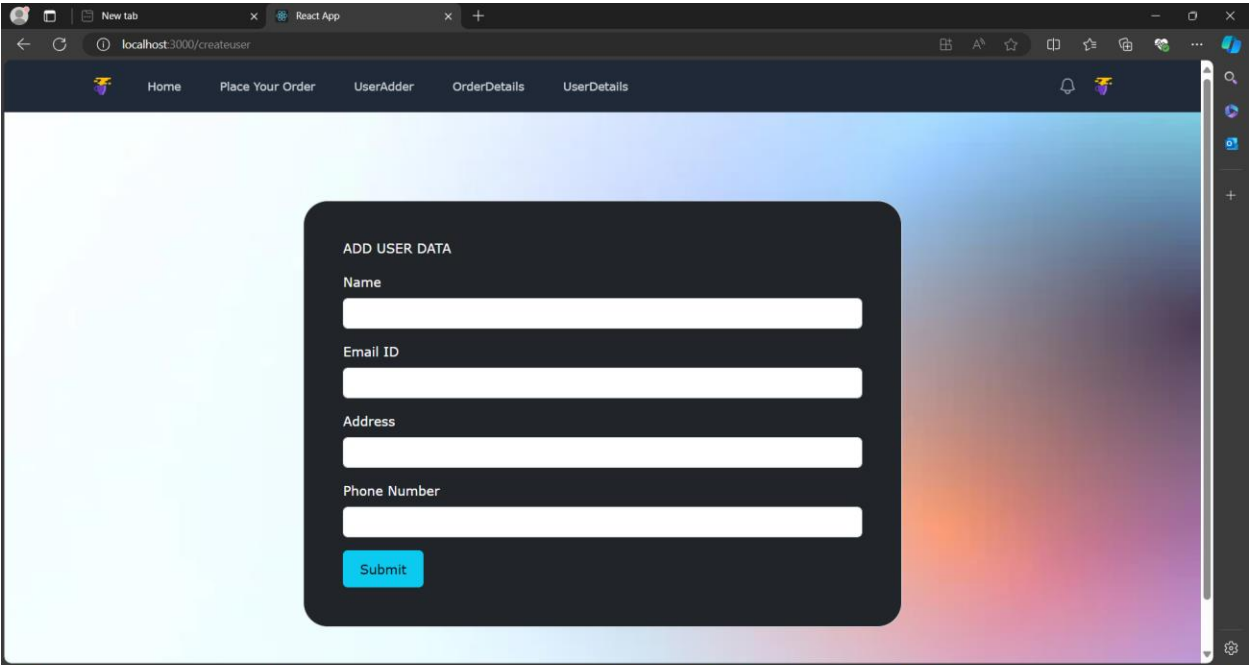 New tab
React App
localhost:3000/createuser
Home Place Your Order UserAdder OrderDetails UserDetails
ADD USER DATA
Name
Email ID
Address
Phone Number
Submit